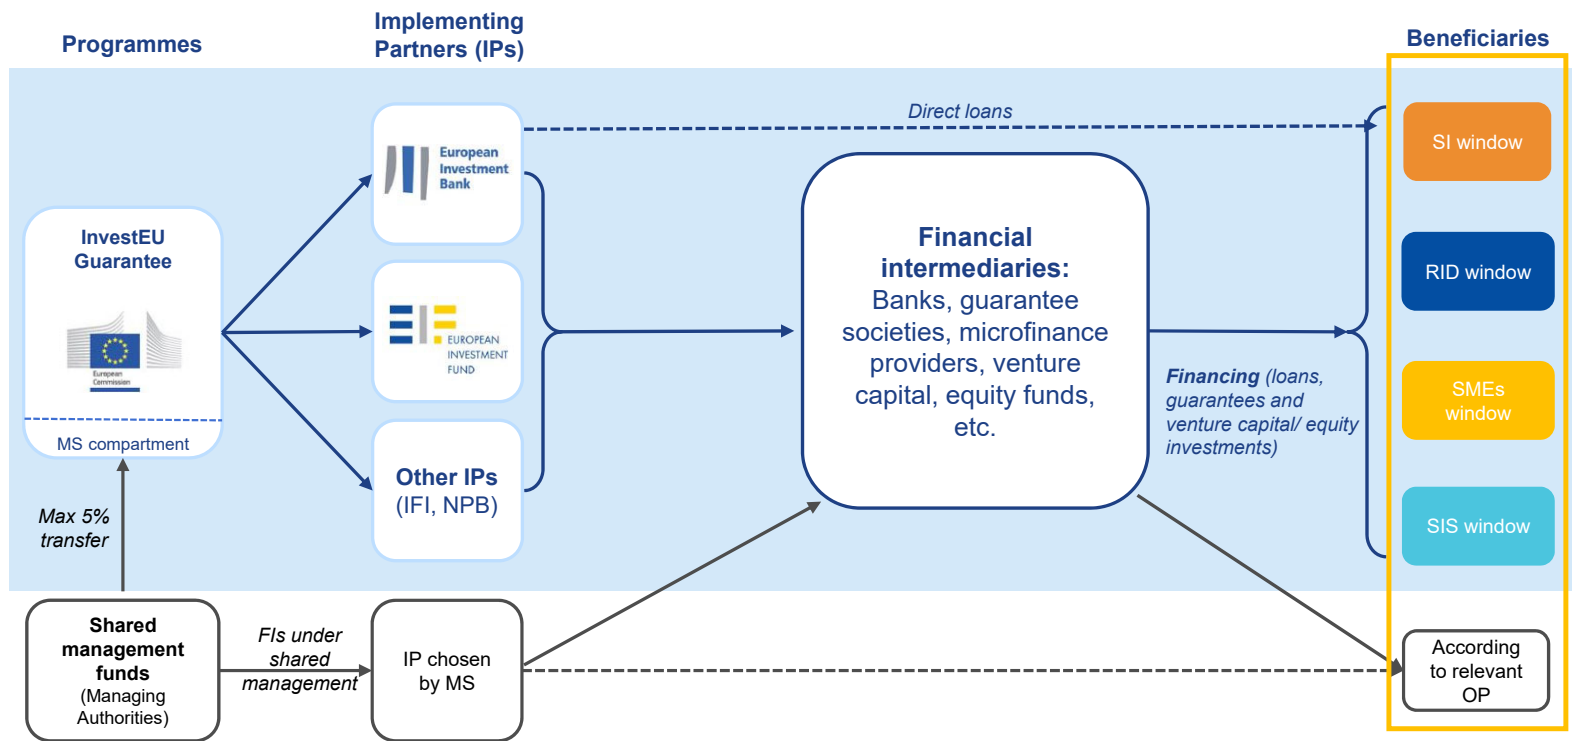 Programmes
Implementing
Partners (IPs)
Beneficiaries
Direct loans
European
Investment
Bank
SI window
InvestEU
Guarantee
European
Commission
MS compartment
EUROPEAN
INVESTMENT
FUND
Other IPs
(IFI, NPB)
Financial
intermediaries:
Banks, guarantee
societies, microfinance
providers, venture
capital, equity funds,
etc.
Financing (loans,
guarantees and
venture capital/ equity
investments)
RID window
SMEs
window
SIS window
Max 5%
transfer
Shared
management
funds
(Managing
Authorities)
FIs under
shared
management
IP chosen
by MS
According
to relevant
OP